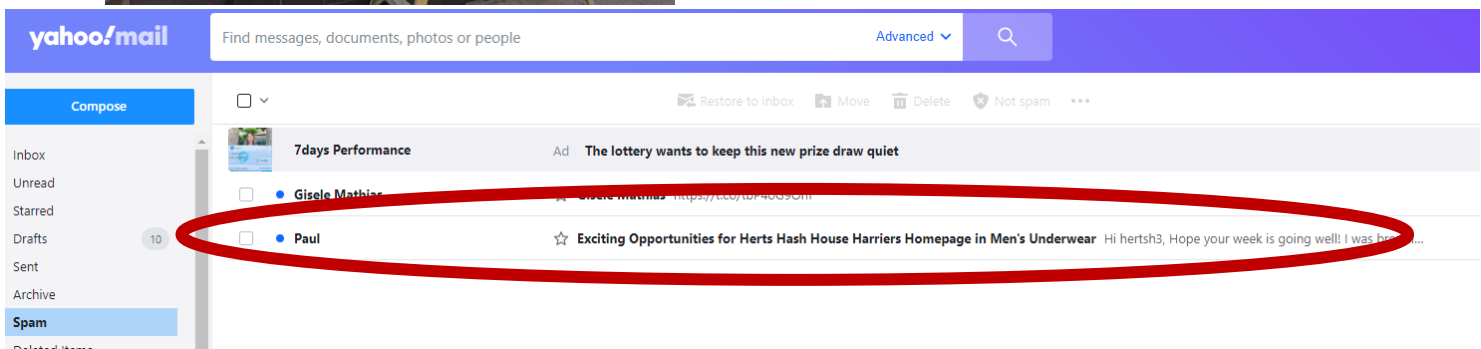 yahoo!mail
Find messages, documents, photos or people
Advanced
Compose
Restore to inbox Move Delete Not spam
Inbox
7days Performance Ad The lottery wants to keep this new prize draw quiet
Unread
Gisele Mathias Gisele Mathias
Starred
Drafts 10
Paul Exciting Opportunities for Herts Hash House Harriers Homepage in Men's Underwear Hi hertsh3, Hope your week is going well! I was
Sent
Archive
Spam
Deleted Items